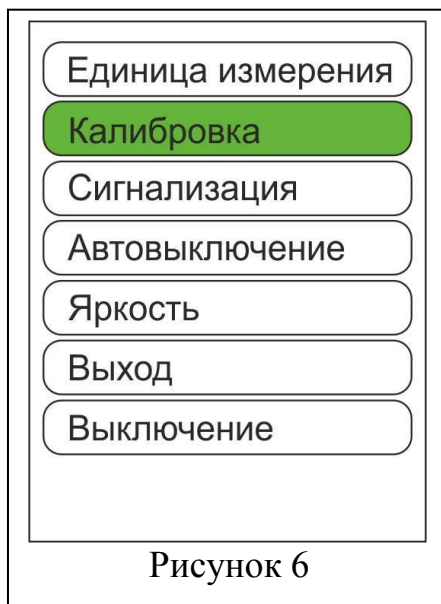 Единица измерения
Калибровка
Сигнализация
Автовыключение
Яркость
Выход
Выключение
Рисунок 6